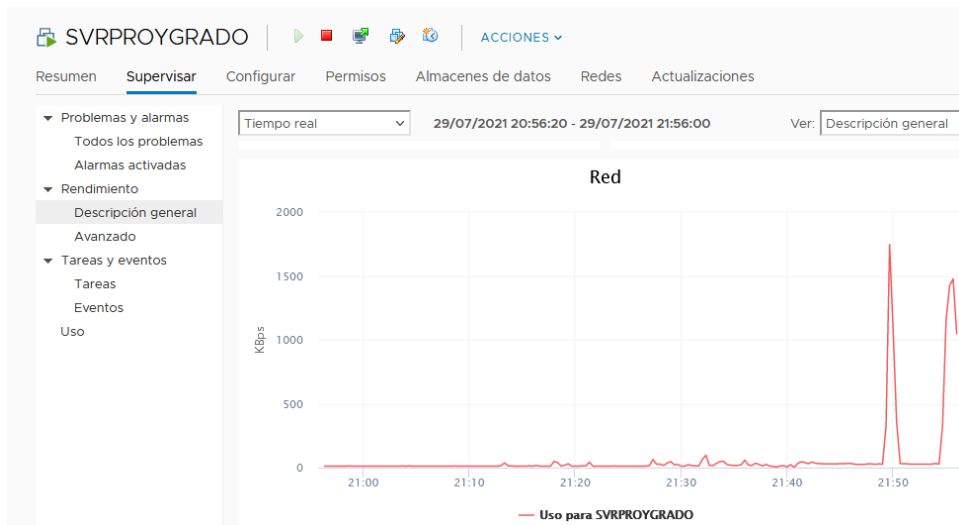 SVRPROYGRADO ACCIONES
Resumen Supervisar Configurar Permisos Almacenes de datos Redes Actualizaciones
Problemas y alarmas
Todos los problemas
Alarmas activadas
Rendimiento
Descripción general
Avanzado
Tareas y eventos
Tareas
Eventos
Uso
Tiempo real 29/07/2021 20:56:20 - 29/07/2021 21:56:00 Ver: Descripción general
Red
2000
1500
1000
500
0
KBps
21:00 21:10 21:20 21:30 21:40 21:50
Uso para SVRPROYGRADO